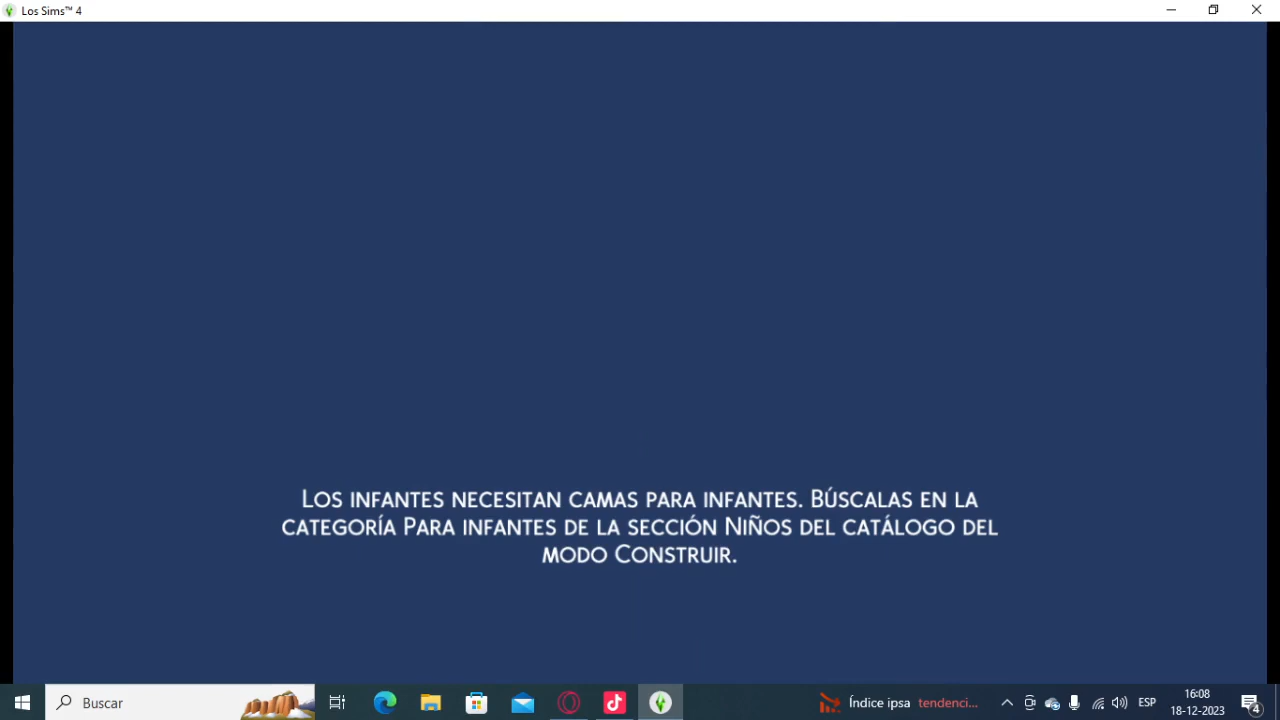 Los Sims™ 4
Los infantes necesitan camas para infantes. Búscalas en la
categoría Para infantes de la sección Niños del catálogo del
modo Construir.
Buscar
Índice ipsa tendenci...
ESP
16:08
18-12-2023
4